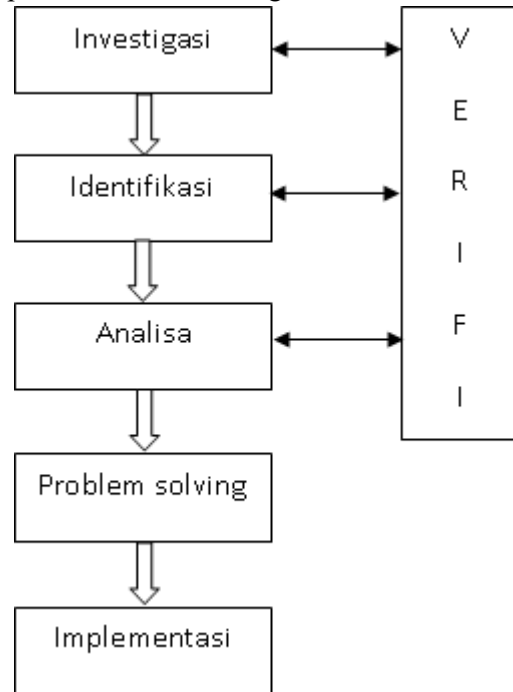 Investigasi
Identifikasi
Analisa
Problem solving
Implementasi
V
E
R
I
F
I